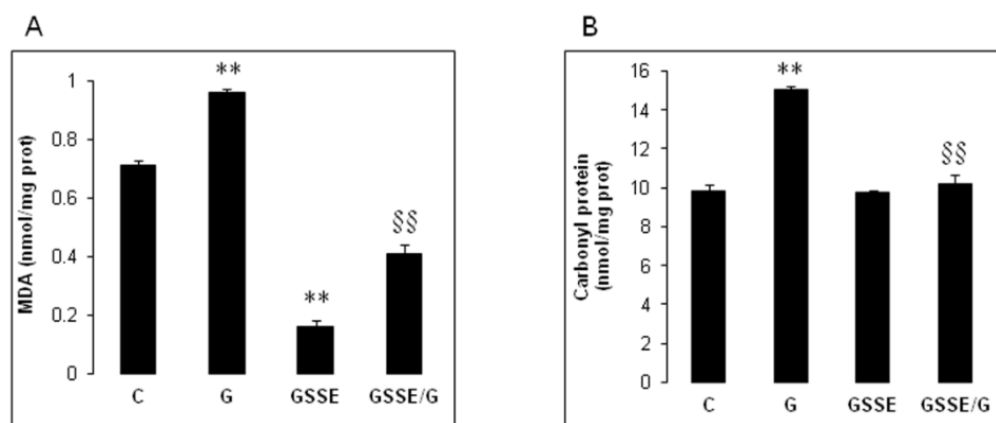 A
MDA (nmol/mg prot)
1
0.8
0.6
0.4
0.2
0
**
**
§§
C G GSSE GSSE/G
B
Carbonyl protein
(nmol/mg prot)
16
14
12
10
8
6
4
2
0
**
§§
C G GSSE GSSE/G